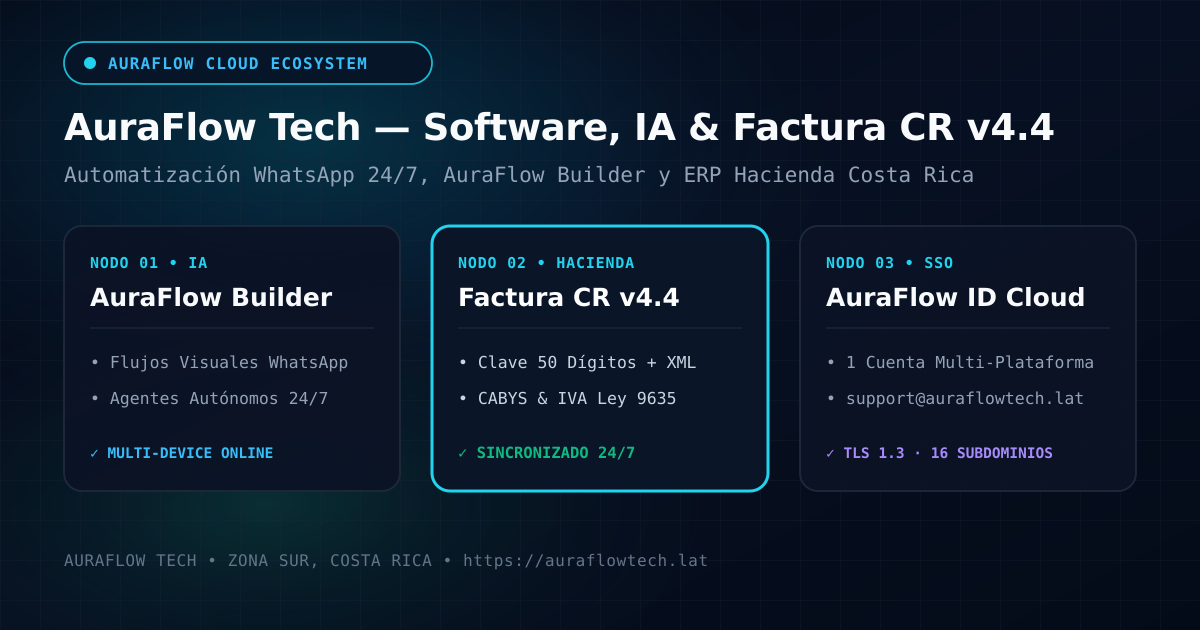 AURAFLOW CLOUD ECOSYSTEM
AuraFlow Tech — Software, IA & Factura CR v4.4
Automatización WhatsApp 24/7, AuraFlow Builder y ERP Hacienda Costa Rica
NODO 01 • IA
AuraFlow Builder
• Flujos Visuales WhatsApp
• Agentes Autónomos 24/7
✓ MULTI-DEVICE ONLINE
NODO 02 • HACIENDA
Factura CR v4.4
• Clave 50 Dígitos + XML
• CABYS & IVA Ley 9635
✓ SINCRONIZADO 24/7
NODO 03 • SSO
AuraFlow ID Cloud
• 1 Cuenta Multi-Plataforma
• support@auraflowtech.lat
✓ TLS 1.3 · 16 SUBDOMINIOS
AURAFLOW TECH • ZONA SUR, COSTA RICA • https://auraflowtech.lat